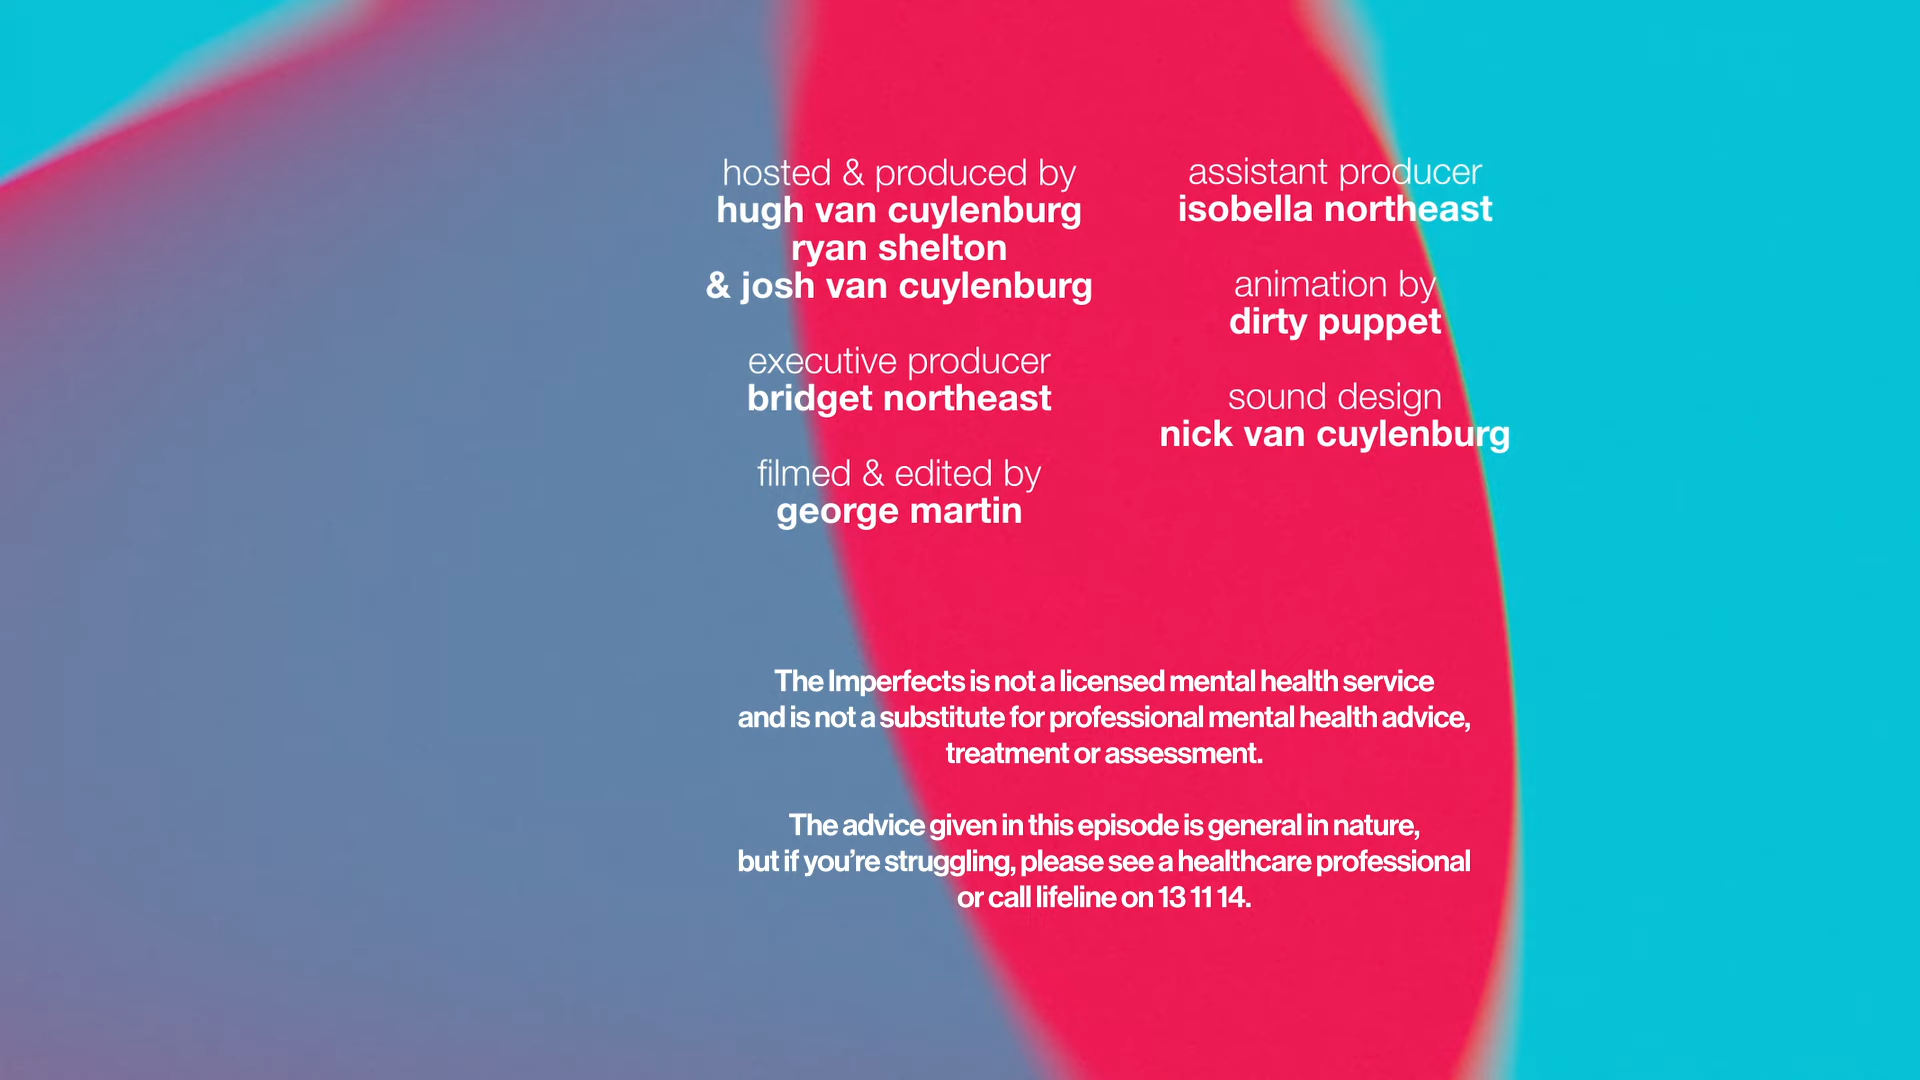 hosted & produced by
hugh van cuylenburg
ryan shelton
& josh van cuylenburg
executive producer
bridget northeast
filmed & edited by
george martin
assistant producer
isobella northeast
animation by
dirty puppet
sound design
nick van cuylenburg
The Imperfects is not a licensed mental health service
and is not a substitute for professional mental health advice,
treatment or assessment.
The advice given in this episode is general in nature,
but if you’re struggling, please see a healthcare professional
or call lifeline on 13 11 14.